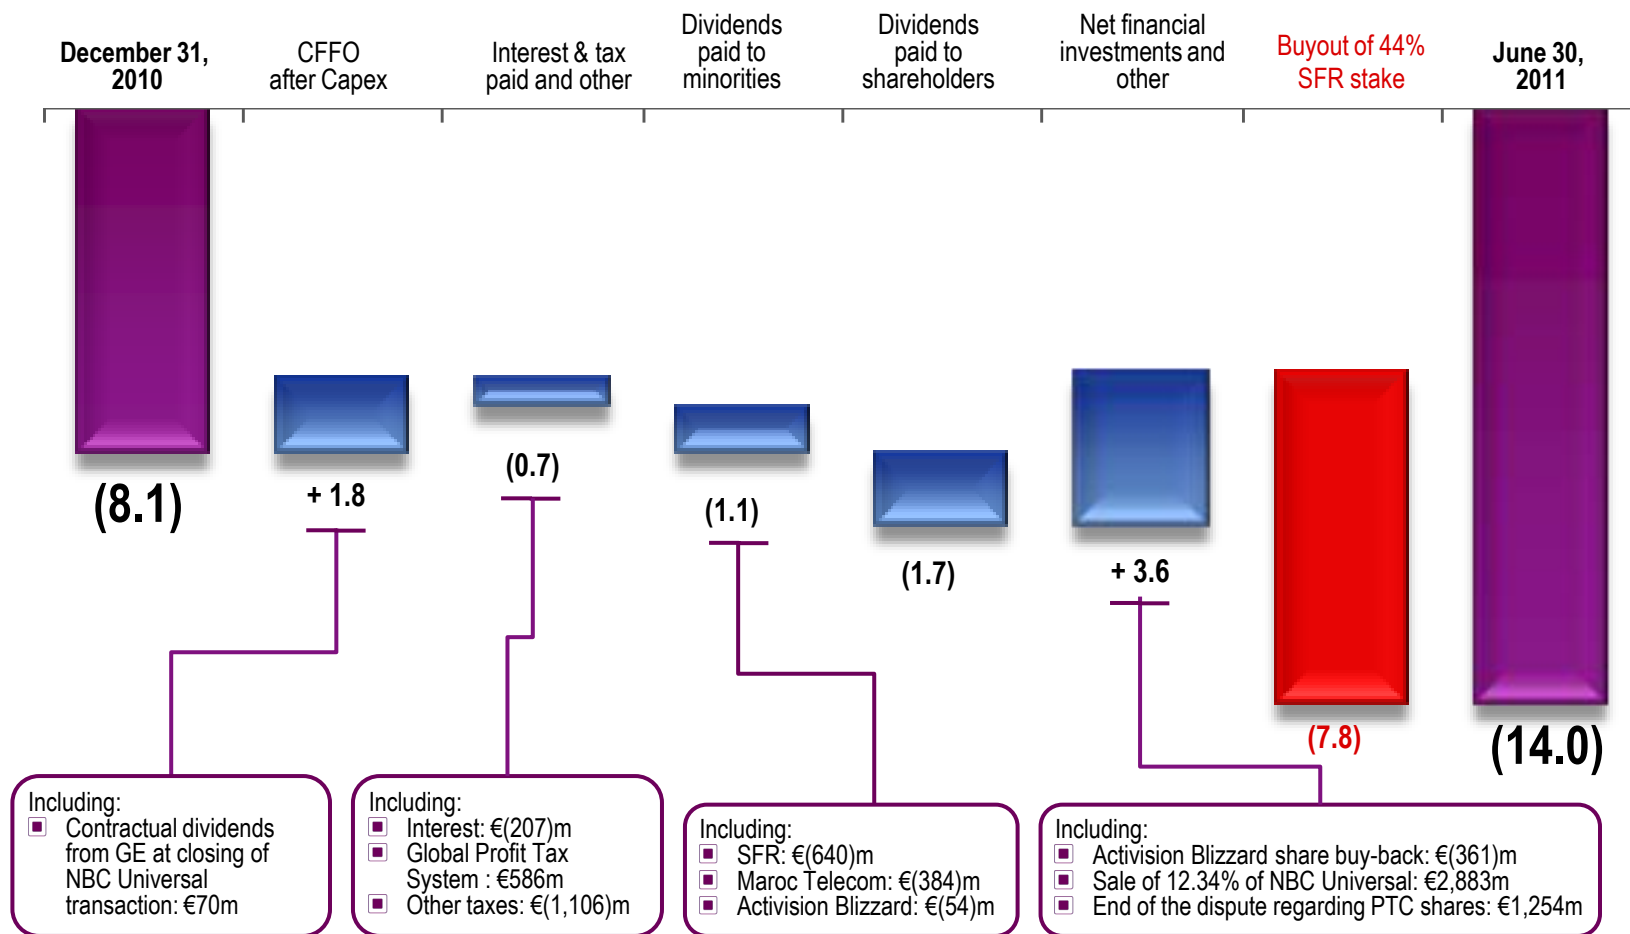 December 31,
2010
CFFO
after Capex
Interest & tax
paid and other
Dividends
paid to
minorities
Dividends
paid to
shareholders
Net financial
investments and
other
Buyout of 44%
SFR stake
June 30,
2011
(8.1)
+ 1.8
(0.7)
(1.1)
(1.7)
+ 3.6
(7.8)
(14.0)
Including:
Contractual dividends
from GE at closing of
NBC Universal
transaction: €70m
Including:
Interest: €(207)m
Global Profit Tax
System : €586m
Other taxes: €(1,106)m
Including:
SFR: €(640)m
Maroc Telecom: €(384)m
Activision Blizzard: €(54)m
Including:
Activision Blizzard share buy-back: €(361)m
Sale of 12.34% of NBC Universal: €2,883m
End of the dispute regarding PTC shares: €1,254m